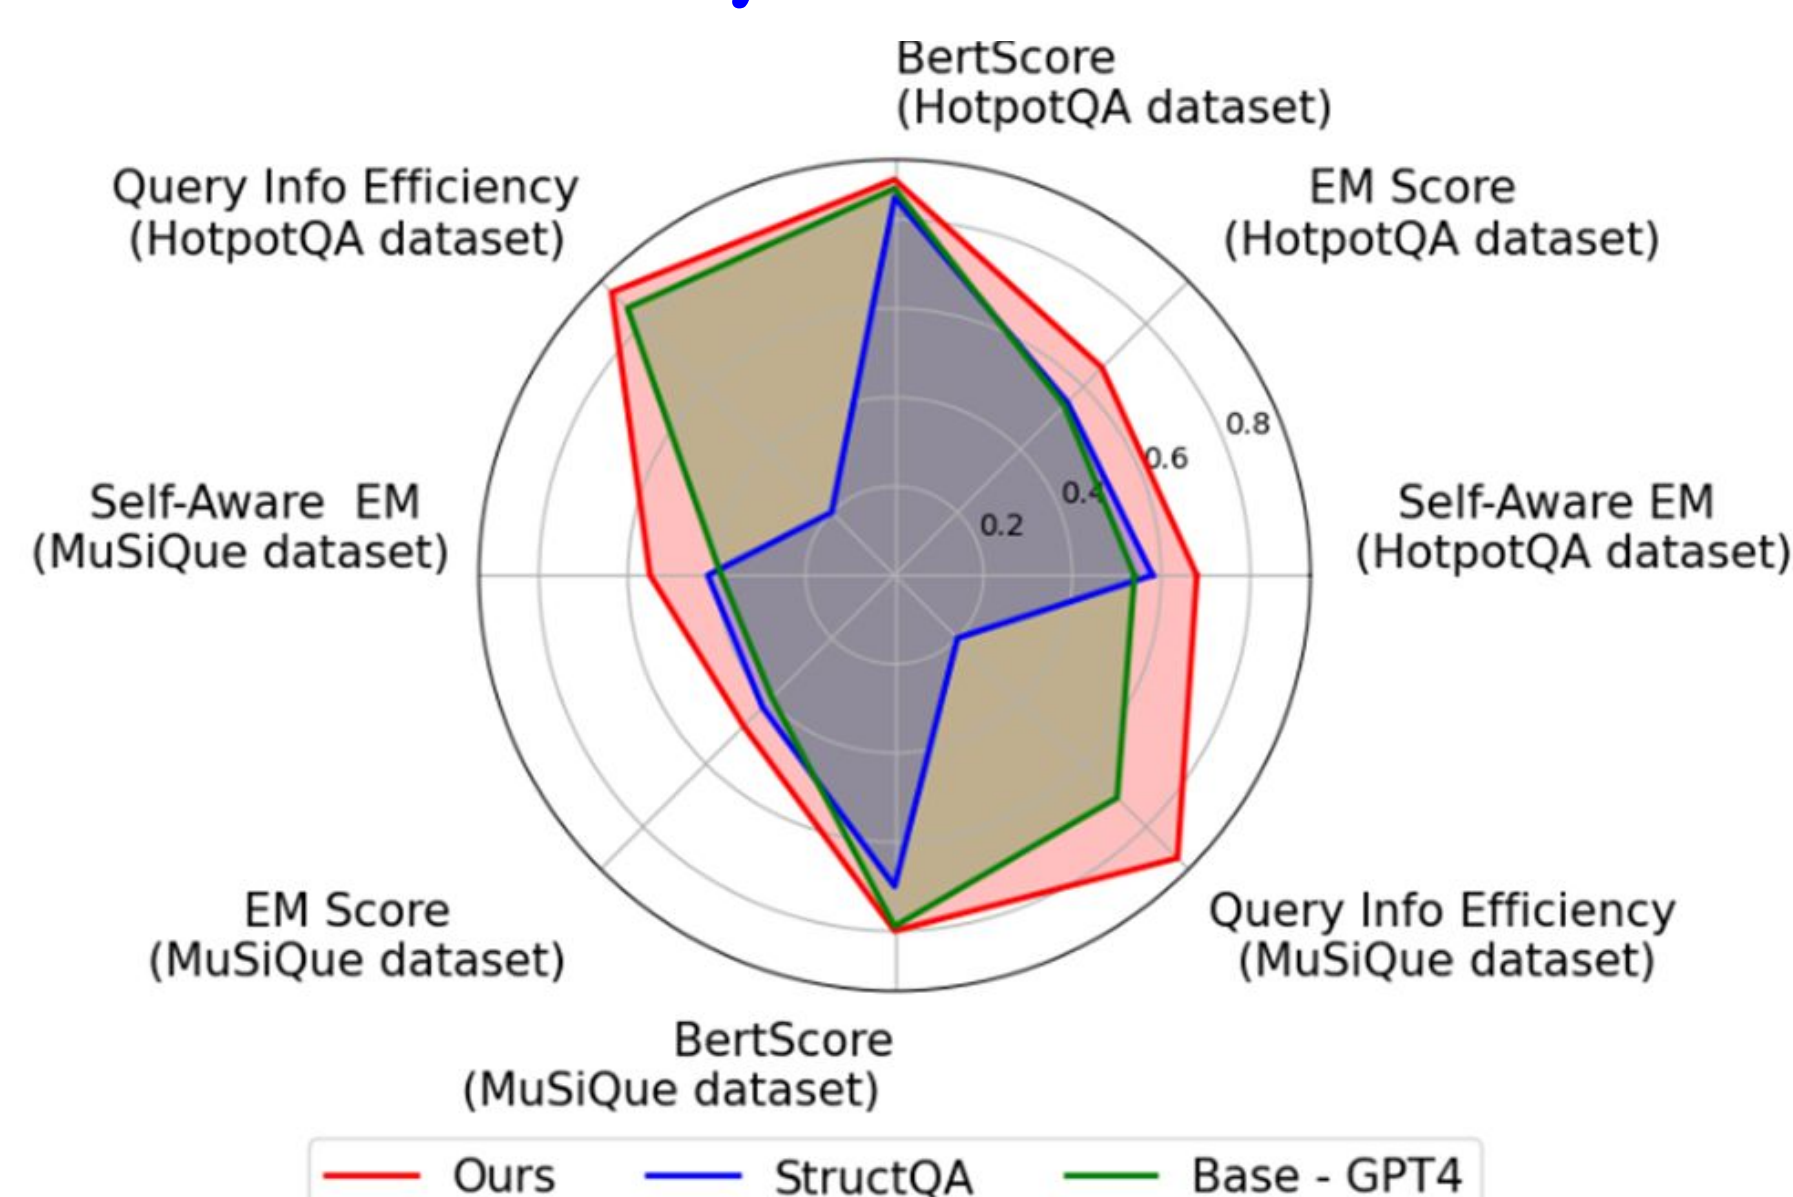 BertScore
(HotpotQA dataset)
Query Info Efficiency
(HotpotQA dataset)
EM Score
(HotpotQA dataset)
0.8
0.6
0.4
0.2
Self-Aware  EM
(MuSiQue dataset)
Self-Aware EM
(HotpotQA dataset)
EM Score
(MuSiQue dataset)
Query Info Efficiency
(MuSiQue dataset)
BertScore
(MuSiQue dataset)
Ours
StructQA
Base - GPT4